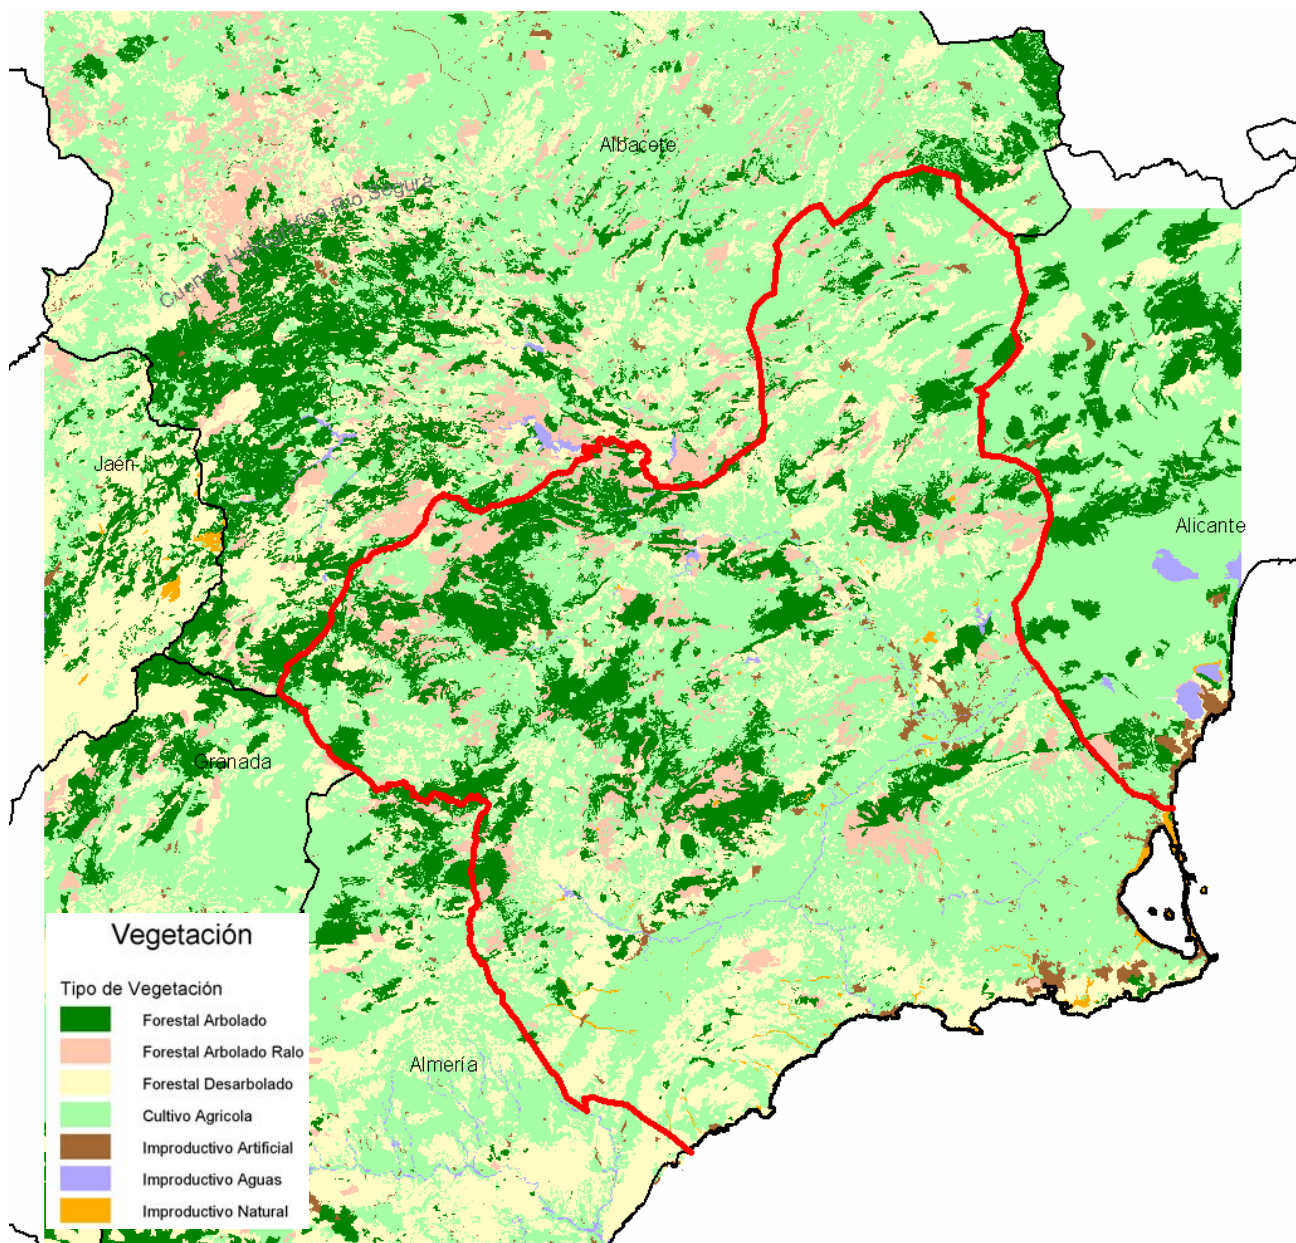 Albacete
Cuenca Hidrográfica Río Segura
Jaén
Alicante
Granada
Almería
Vegetación
Tipo de Vegetación
Forestal Arbolado
Forestal Arbolado Ralo
Forestal Desarbolado
Cultivo Agricola
Improductivo Artificial
Improductivo Aguas
Improductivo Natural